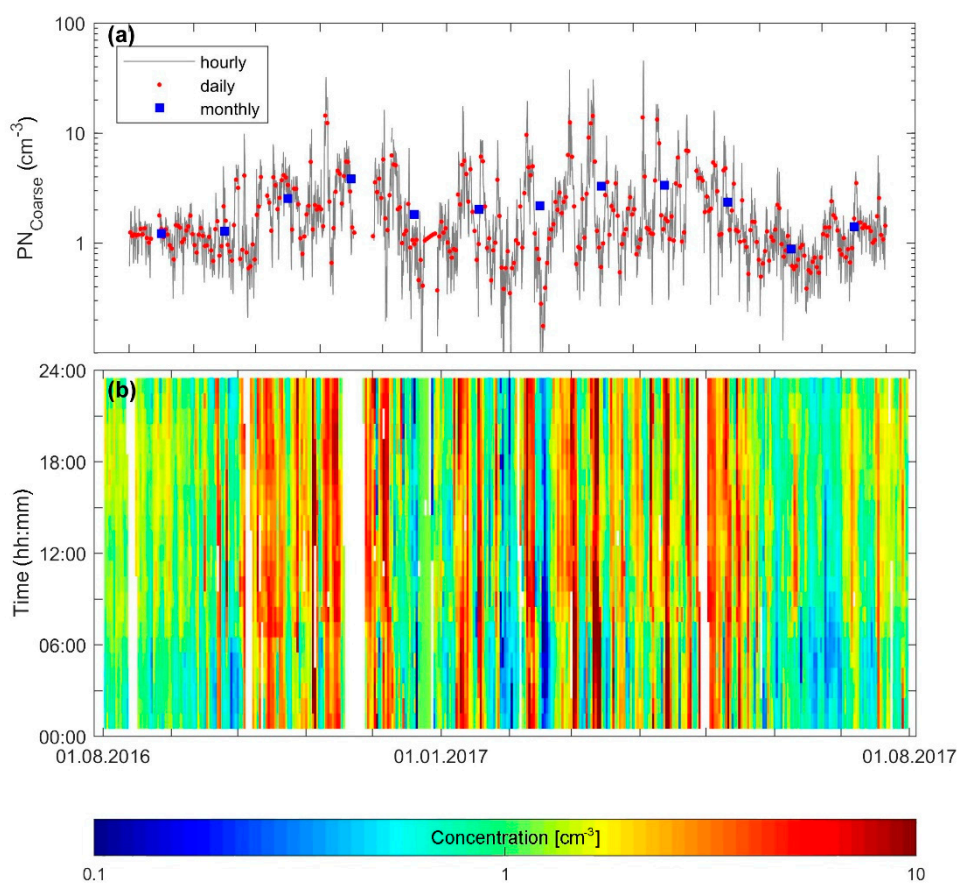 100
(a)
hourly
daily
monthly
10
1
PN_Coarse (cm^-3)
24:00
(b)
18:00
12:00
06:00
00:00
Time (hh:mm)
01.08.2016
01.01.2017
01.08.2017
Concentration [cm^-3]
0.1
1
10